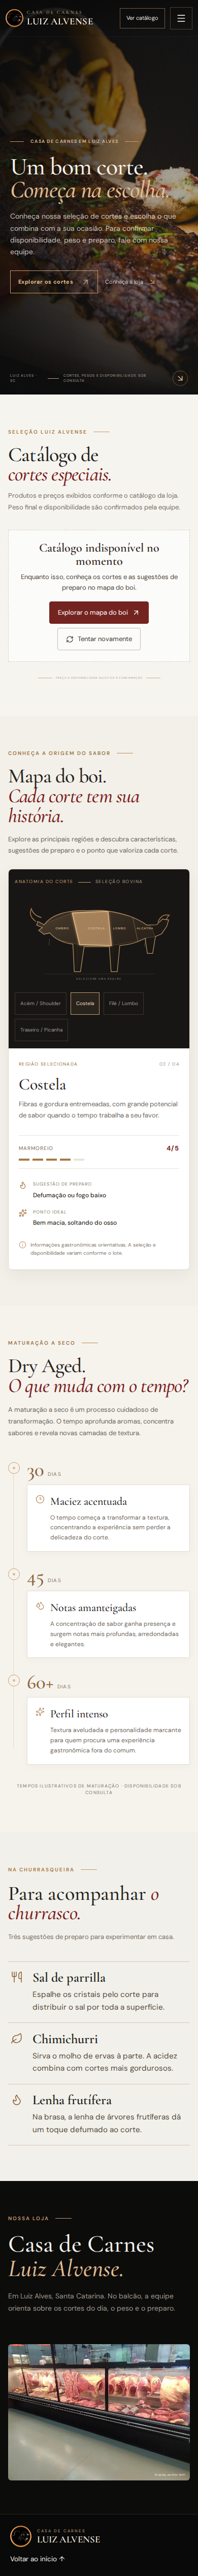 CASA DE CARNES
LUIZ ALVENSE
Ver catálogo
CASA DE CARNES EM LUIZ ALVES
Um bom corte.
Começa na escolha.
Conheça nossa seleção de cortes e escolha o que
combina com a sua ocasião. Para confirmar
disponibilidade, peso e preparo, fale com nossa
equipe.
Explorar os cortes
Conheça a loja
LUIZ ALVES ·
SC
CORTES, PESOS E DISPONIBILIDADE SOB
CONSULTA
SELEÇÃO LUIZ ALVENSE
Catálogo de
cortes especiais.
Produtos e preços exibidos conforme o catálogo da loja.
Peso final e disponibilidade são confirmados pela equipe.
Catálogo indisponível no
momento
Enquanto isso, conheça os cortes e as sugestões de
preparo no mapa do boi.
Explorar o mapa do boi
Tentar novamente
CONHEÇA A ORIGEM DO SABOR
Mapa do boi.
Cada corte tem sua
história.
Explore as principais regiões e descubra características,
sugestões de preparo e o ponto que valoriza cada corte.
ANATOMIA DO CORTE
SELEÇÃO BOVINA
COSTELA
LOMBO
ALCATRA
SELECIONE UMA REGIÃO
Acém / Shoulder
Costela
Filé / Lombo
Traseiro / Picanha
REGIÃO SELECIONADA
02 / 04
Costela
Fibras e gordura entremeadas, com grande potencial
de sabor quando o tempo trabalha a seu favor.
MARMOREIO
4/5
SUGESTÃO DE PREPARO
Defumação ou fogo baixo
PONTO IDEAL
Bem macia, soltando do osso
Informações gastronômicas orientativas. A seleção e
disponibilidade variam conforme o lote.
MATURAÇÃO A SECO
Dry Aged.
O que muda com o tempo?
A maturação a seco é um processo cuidadoso de
transformação. O tempo aprofunda aromas, concentra
sabores e revela novas camadas de textura.
30 DIAS
Maciez acentuada
O tempo começa a transformar a textura,
concentrando a experiência sem perder a
delicadeza do corte.
45 DIAS
Notas amanteigadas
A concentração de sabor ganha presença e
surgem notas mais profundas, arredondadas
e elegantes.
60+ DIAS
Perfil intenso
Textura aveludada e personalidade marcante
para quem procura uma experiência
gastronômica fora do comum.
TEMPOS ILUSTRATIVOS DE MATURAÇÃO · DISPONIBILIDADE SOB
CONSULTA
NA CHURRASQUEIRA
Para acompanhar o
churrasco.
Três sugestões de preparo para experimentar em casa.
Sal de parrilla
Espalhe os cristais pelo corte para
distribuir o sal por toda a superfície.
Chimichurri
Sirva o molho de ervas à parte. A acidez
combina com cortes mais gordurosos.
Lenha frutífera
Na brasa, a lenha de árvores frutíferas dá
um toque defumado ao corte.
NOSSA LOJA
Casa de Carnes
Luiz Alvense.
Em Luiz Alves, Santa Catarina. No balcão, a equipe
orienta sobre cortes do dia, o peso e o preparo.
CASA DE CARNES
LUIZ ALVENSE
Voltar ao início ↑